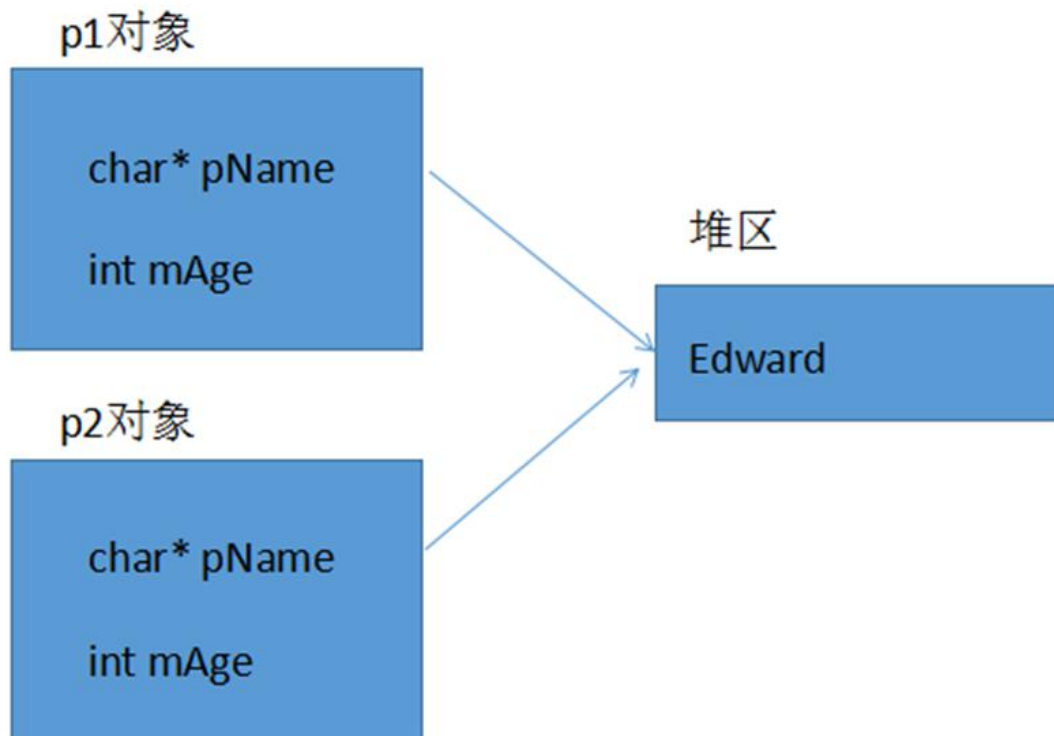 p1对象
char* pName
int mAge
堆区
Edward
p2对象
char* pName
int mAge